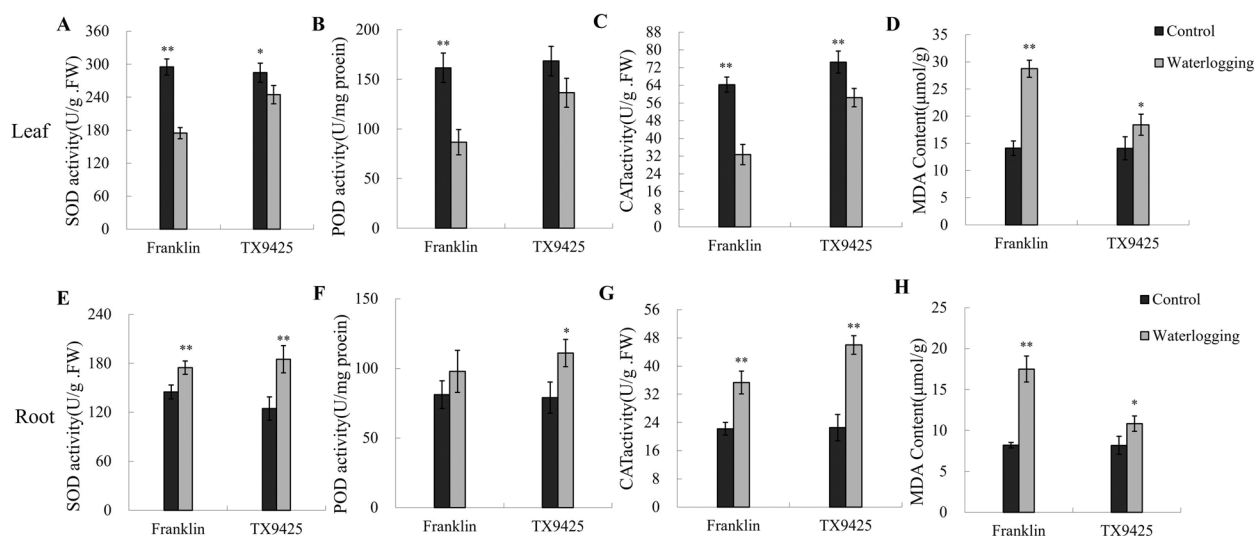 A
SOD activity(U/g .FW)
360
300
240
180
120
60
0
**
*
Franklin
TX9425
B
POD activity(U/mg proein)
200
150
100
50
0
**
Franklin
TX9425
C
CATactivity(U/g .FW)
88
80
72
64
56
48
40
32
24
16
8
0
**
**
Franklin
TX9425
D
MDA Content(μmol/g)
35
30
25
20
15
10
5
0
**
*
Franklin
TX9425
Control
Waterlogging
Leaf
E
SOD activity(U/g .FW)
240
180
120
60
0
**
**
Franklin
TX9425
F
POD activity(U/mg proein)
150
100
50
0
*
Franklin
TX9425
G
CATactivity(U/g .FW)
56
48
40
32
24
16
8
0
**
**
Franklin
TX9425
H
MDA Content(μmol/g)
25
20
15
10
5
0
**
*
Franklin
TX9425
Control
Waterlogging
Root